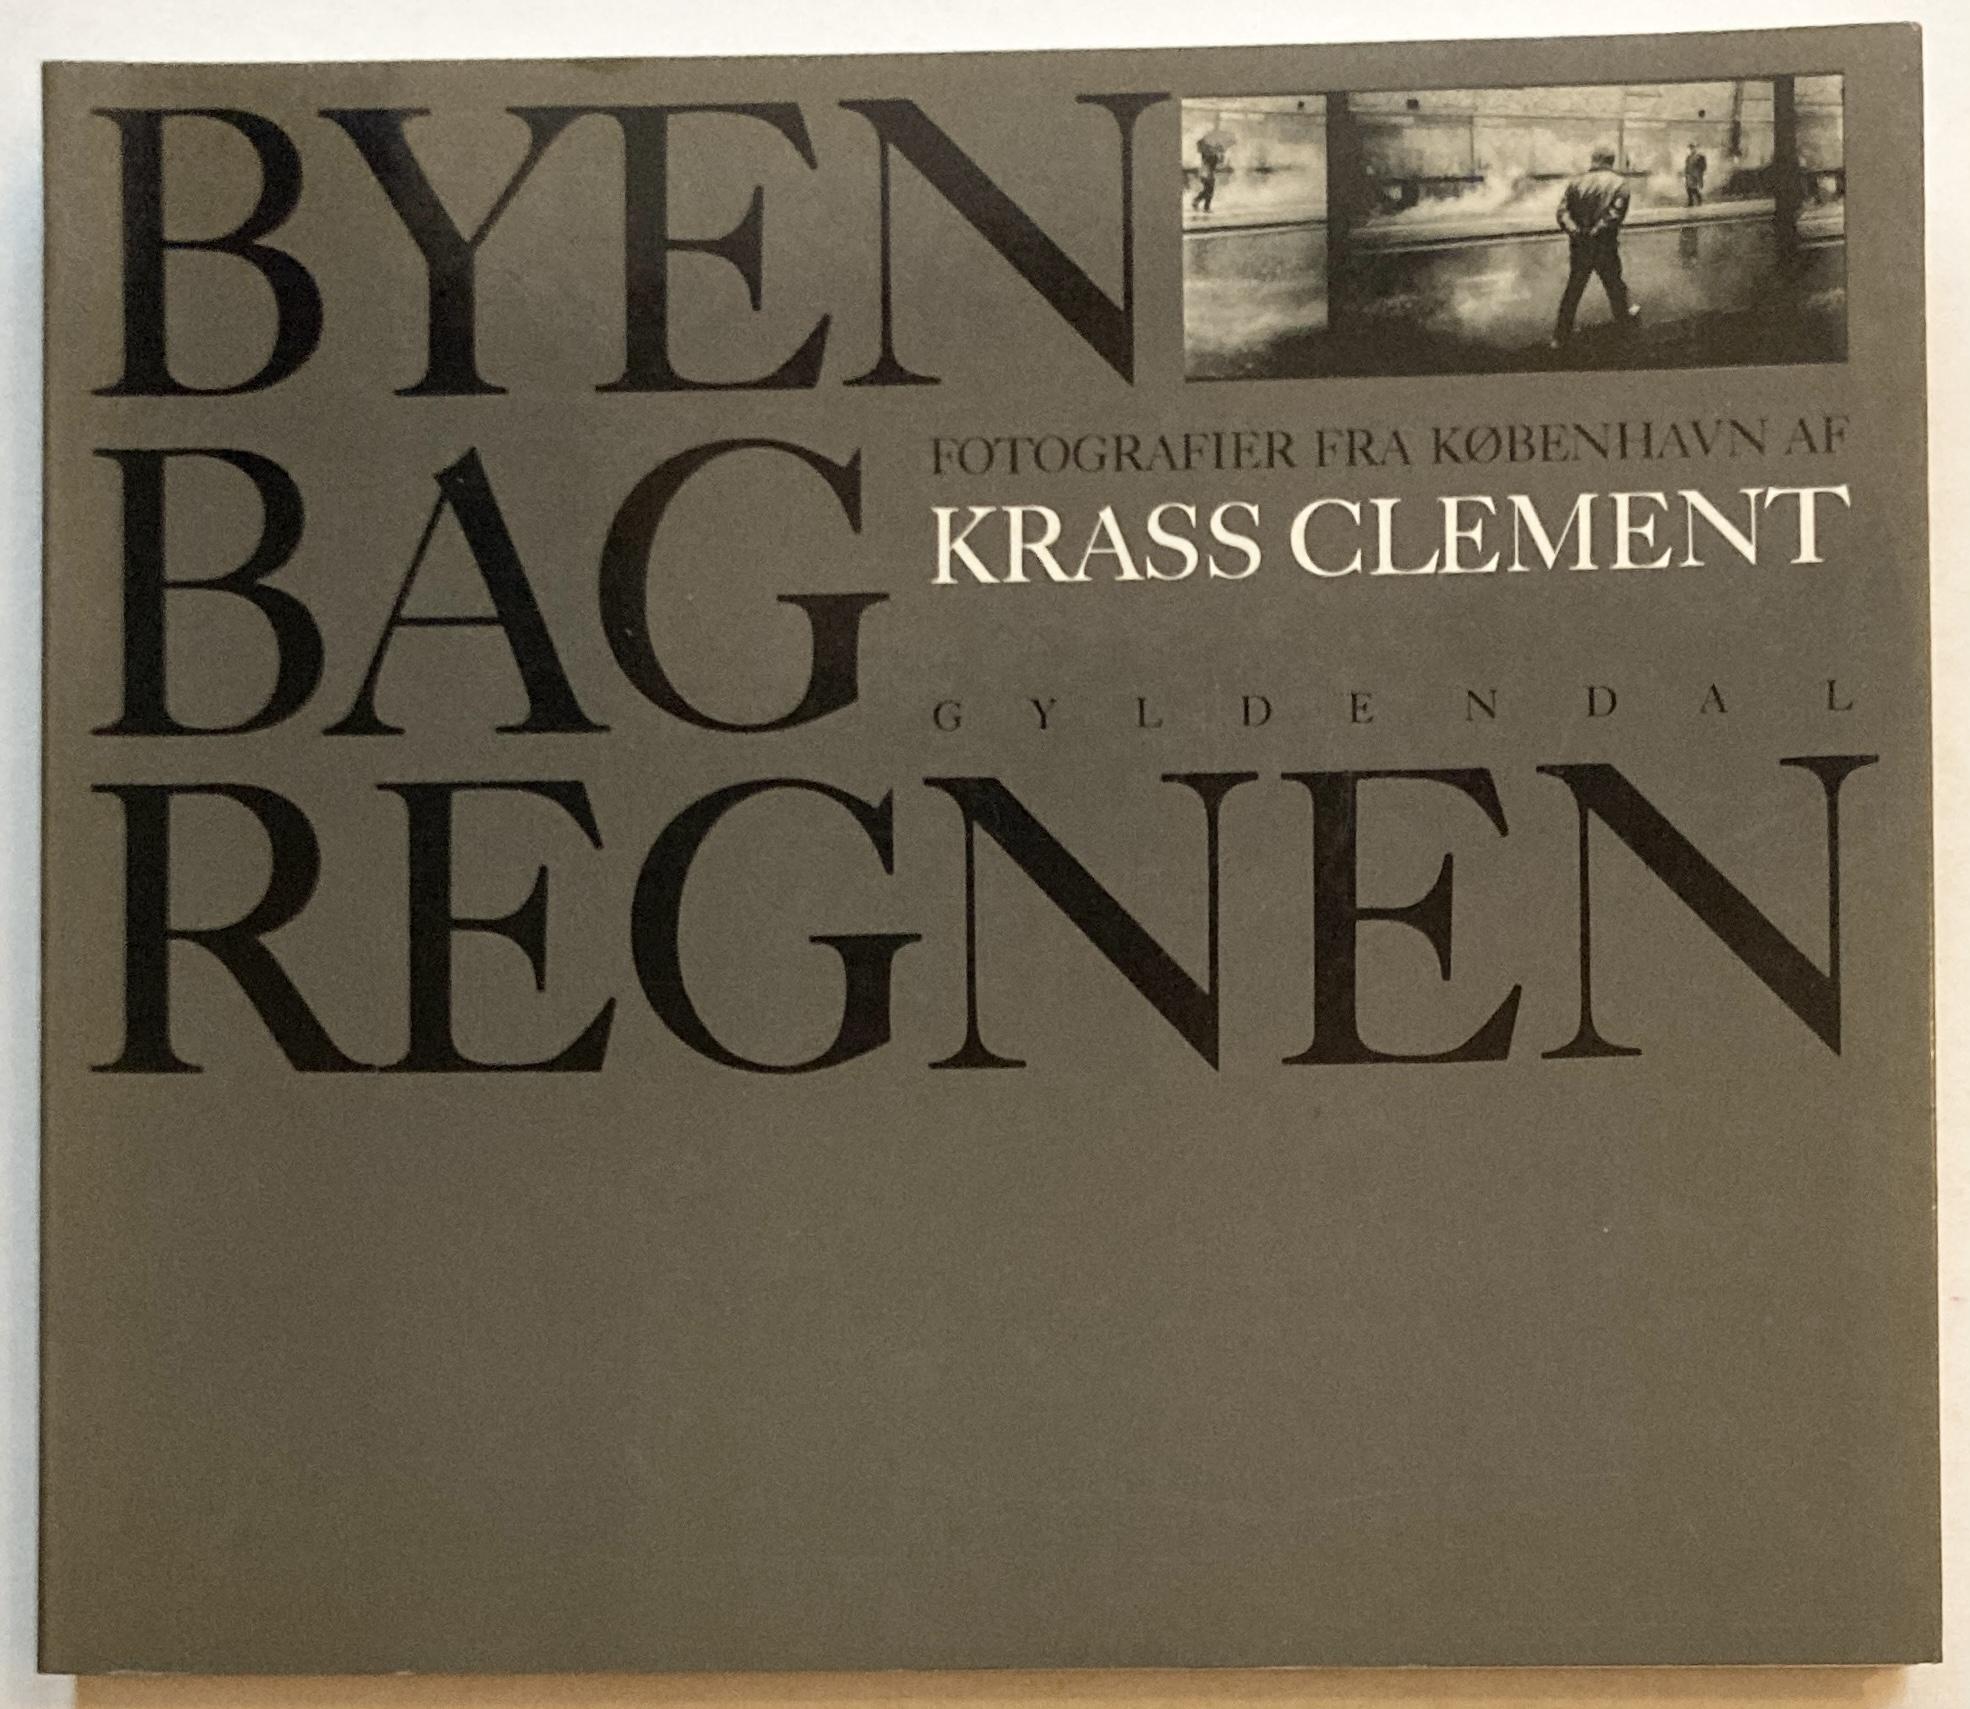 BYEN
BAG
FOTOGRAFIER FRA KØBENHAVN AF
KRASS CLEMENT
GYLDENDAL
REGNEN